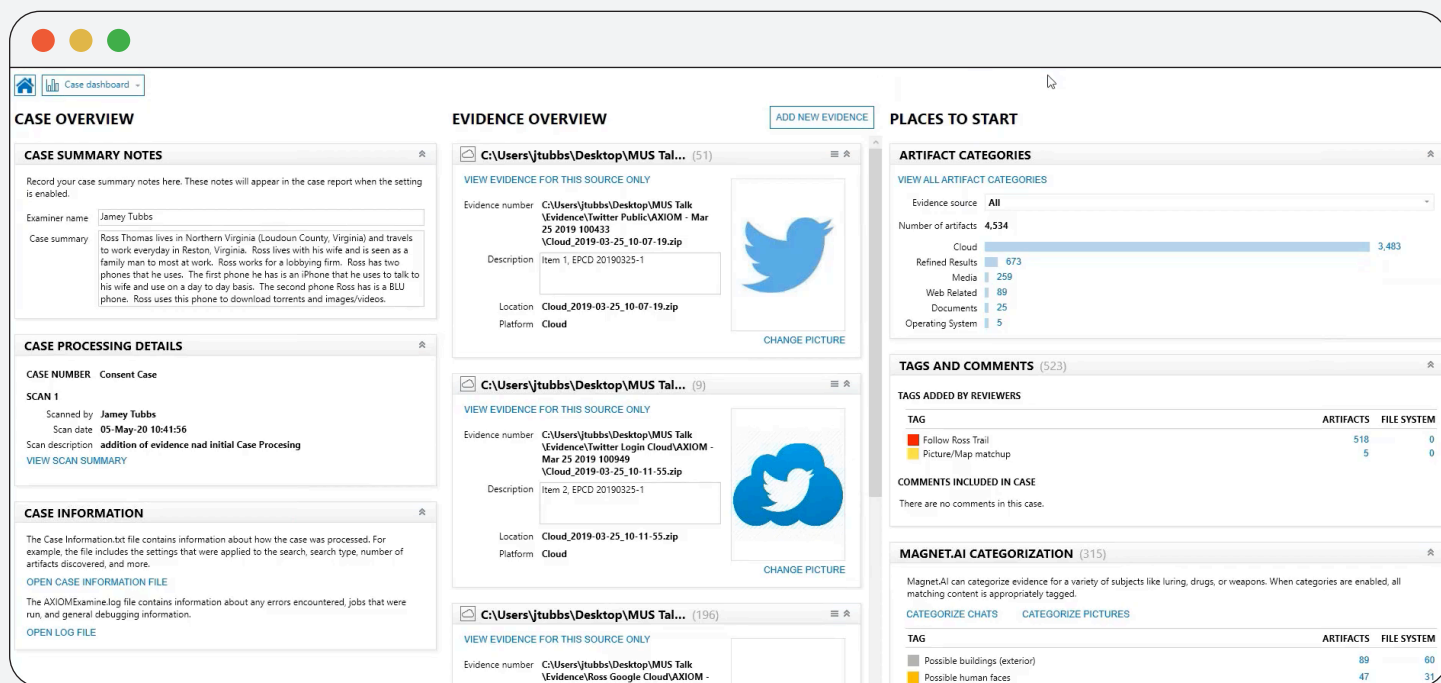 Case dashboard
CASE OVERVIEW
CASE SUMMARY NOTES
Record your case summary notes here. These notes will appear in the case report when the setting
is enabled.
Examiner name Jamey Tubbs
Case summary Ross Thomas lives in Northern Virginia (Loudoun County, Virginia) and travels
to work everyday in Reston, Virginia. Ross lives with his wife and is seen as a
family man to most at work. Ross works for a lobbying firm. Ross has two
phones that he uses. The first phone he has is an iPhone that he uses to talk to
his wife and use on a day to day basis. The second phone Ross has is a BLU
phone. Ross uses this phone to download torrents and images/videos.
CASE PROCESSING DETAILS
CASE NUMBER Consent Case
SCAN 1
Scanned by Jamey Tubbs
Scan date 05-May-20 10:41:56
Scan description addition of evidence nad initial Case Procesing
VIEW SCAN SUMMARY
CASE INFORMATION
The Case Information.txt file contains information about how the case was processed. For
example, the file includes the settings that were applied to the search, search type, number of
artifacts discovered, and more.
OPEN CASE INFORMATION FILE
The AXIOMExamine.log file contains information about any errors encountered, jobs that were
run, and general debugging information.
OPEN LOG FILE
EVIDENCE OVERVIEW
ADD NEW EVIDENCE
C:\Users\jtubbs\Desktop\MUS Tal... (51)
VIEW EVIDENCE FOR THIS SOURCE ONLY
Evidence number C:\Users\jtubbs\Desktop\MUS Talk
\Evidence\Twitter Public\AXIOM - Mar
25 2019 100433
\Cloud_2019-03-25_10-07-19.zip
Description Item 1, EPCD 20190325-1
Location Cloud_2019-03-25_10-07-19.zip
Platform Cloud
CHANGE PICTURE
C:\Users\jtubbs\Desktop\MUS Tal... (9)
VIEW EVIDENCE FOR THIS SOURCE ONLY
Evidence number C:\Users\jtubbs\Desktop\MUS Talk
\Evidence\Twitter Login Cloud\AXIOM -
Mar 25 2019 100949
\Cloud_2019-03-25_10-11-55.zip
Description Item 2, EPCD 20190325-1
Location Cloud_2019-03-25_10-11-55.zip
Platform Cloud
CHANGE PICTURE
C:\Users\jtubbs\Desktop\MUS Tal... (196)
VIEW EVIDENCE FOR THIS SOURCE ONLY
Evidence number C:\Users\jtubbs\Desktop\MUS Talk
\Evidence\Ross Google Cloud\AXIOM -
PLACES TO START
ARTIFACT CATEGORIES
VIEW ALL ARTIFACT CATEGORIES
Evidence source All
Number of artifacts 4,534
Cloud 3,483
Refined Results 673
Media 259
Web Related 89
Documents 25
Operating System 5
TAGS AND COMMENTS (523)
TAGS ADDED BY REVIEWERS
TAG ARTIFACTS FILE SYSTEM
Follow Ross Trail 518 0
Picture/Map matchup 5 0
COMMENTS INCLUDED IN CASE
There are no comments in this case.
MAGNET.AI CATEGORIZATION (315)
Magnet.AI can categorize evidence for a variety of subjects like luring, drugs, or weapons. When categories are enabled, all
matching content is appropriately tagged.
CATEGORIZE CHATS CATEGORIZE PICTURES
TAG ARTIFACTS FILE SYSTEM
Possible buildings (exterior) 89 60
Possible human faces 47 31